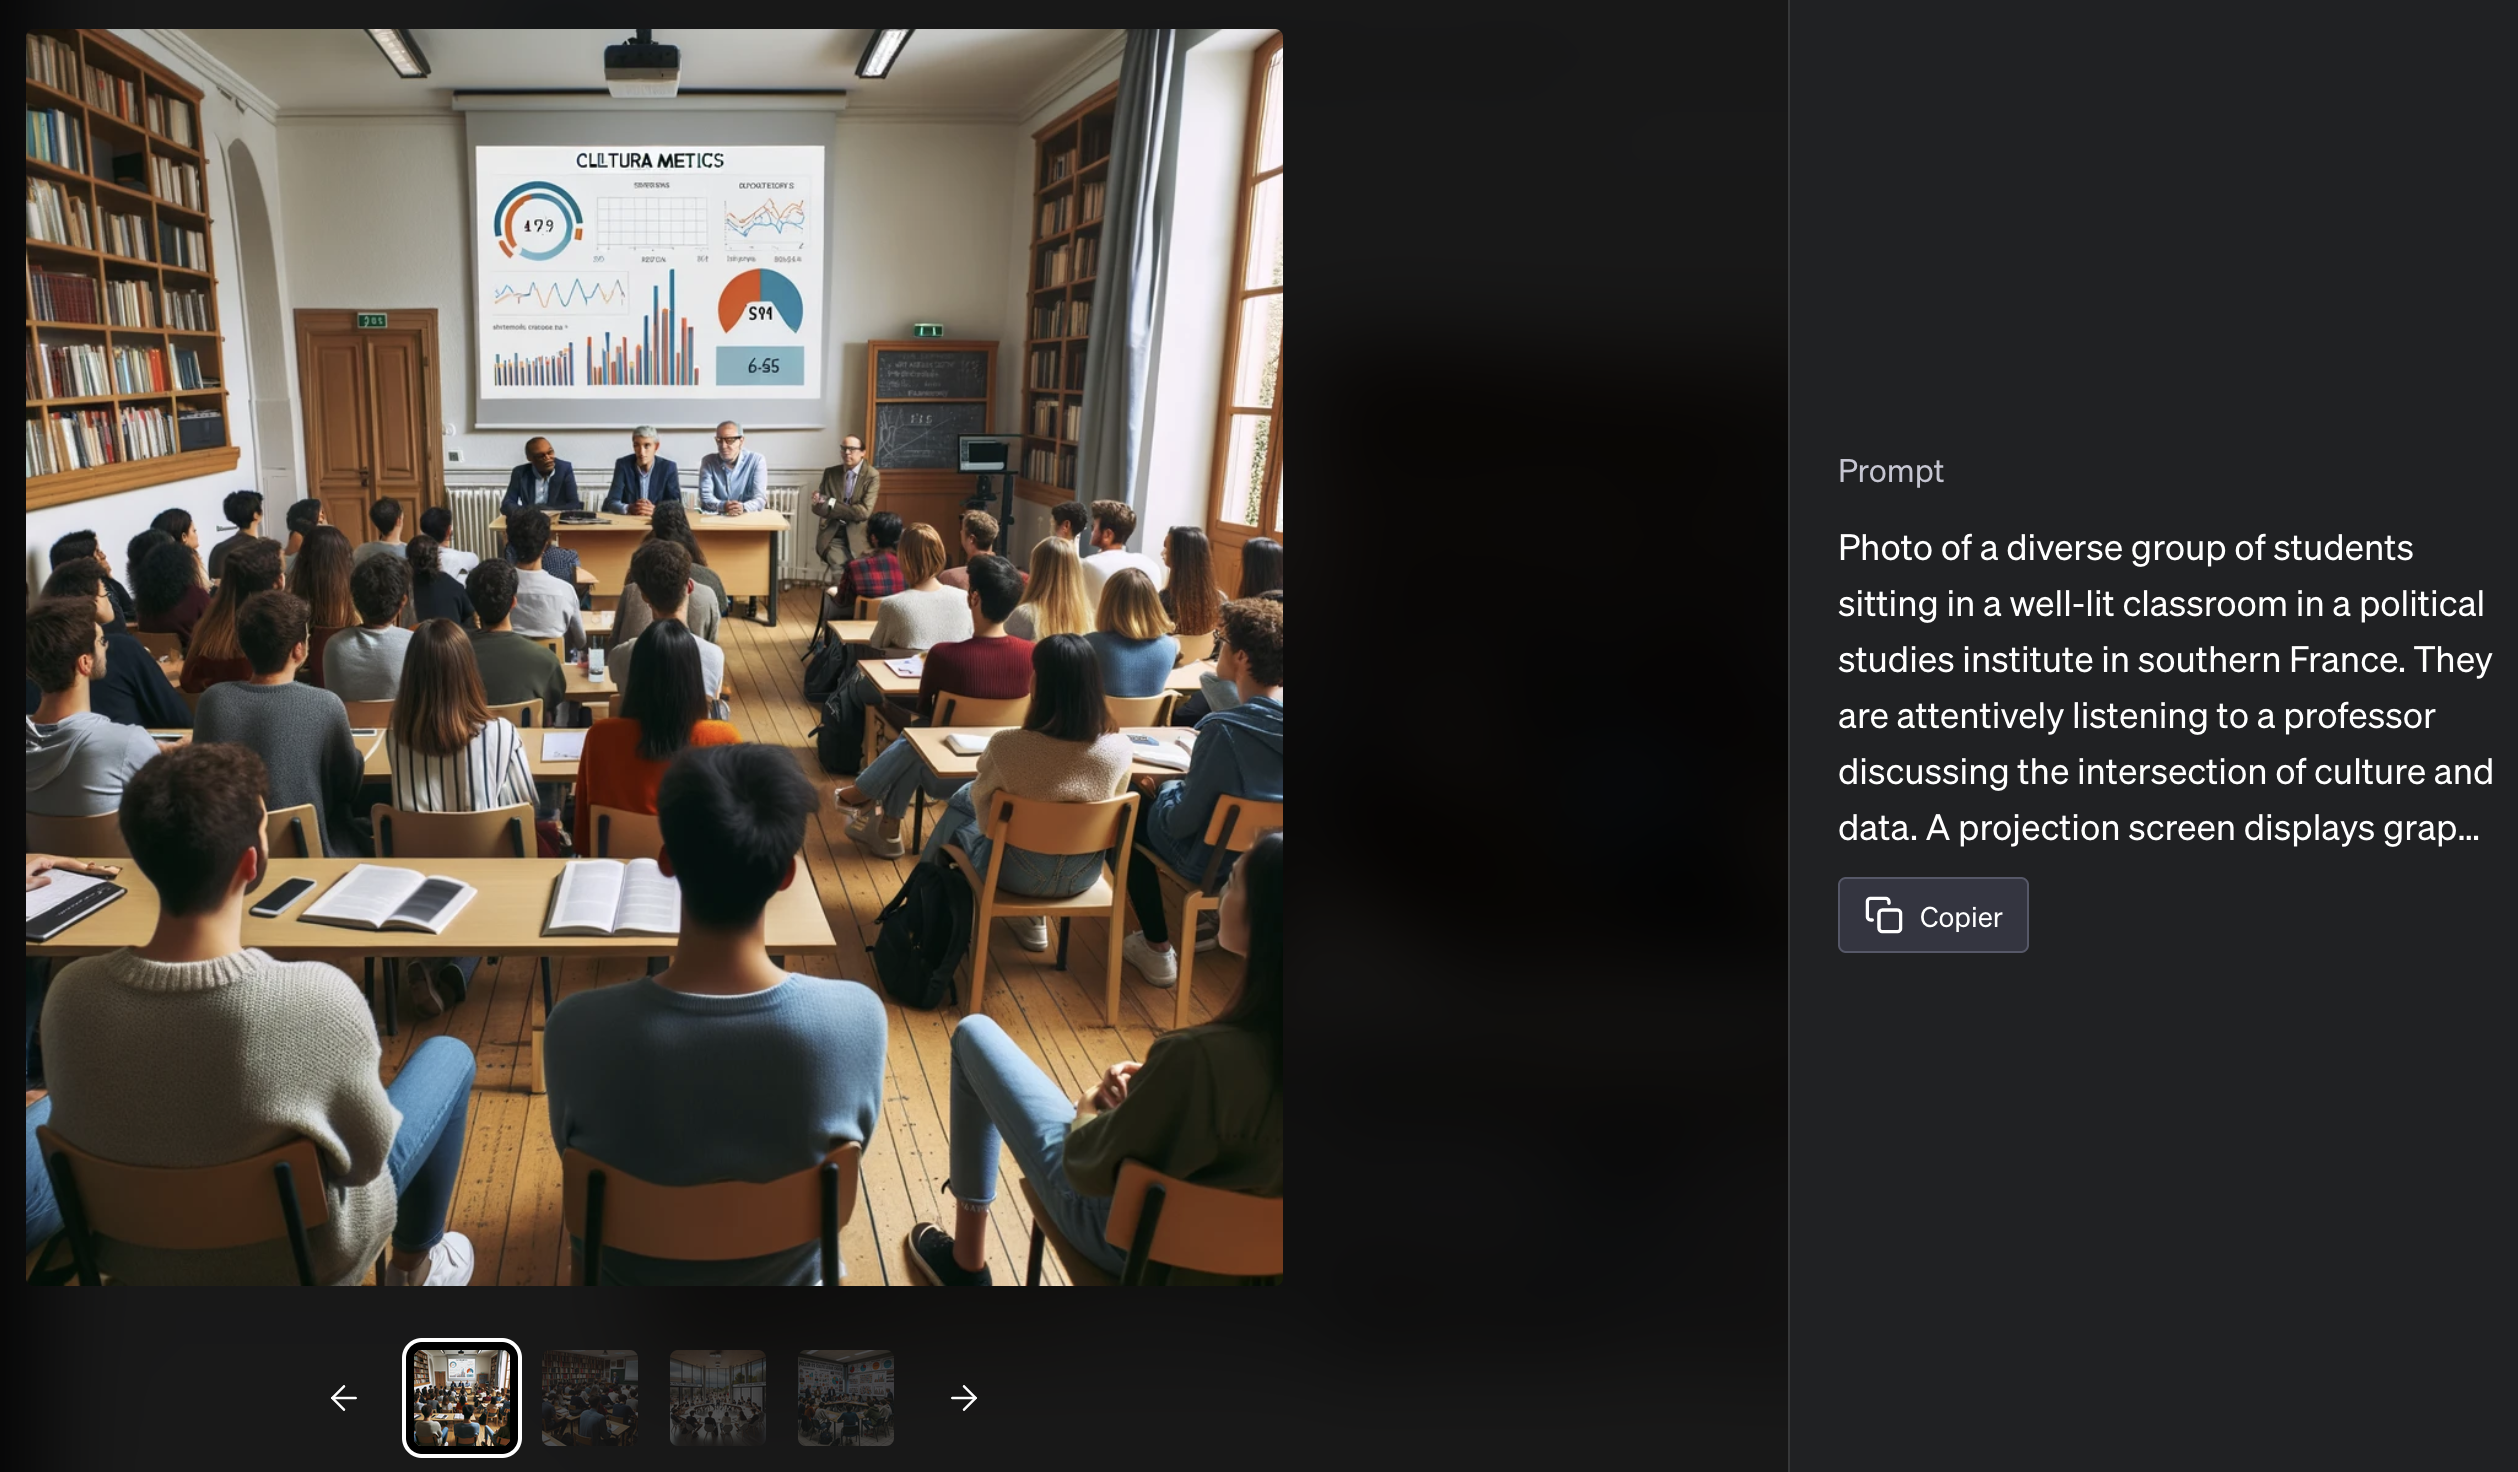 CLLTURA METICS
479
S91
6-55
Prompt
Photo of a diverse group of students
sitting in a well-lit classroom in a political
studies institute in southern France. They
are attentively listening to a professor
discussing the intersection of culture and
data. A projection screen displays grap...
Copier